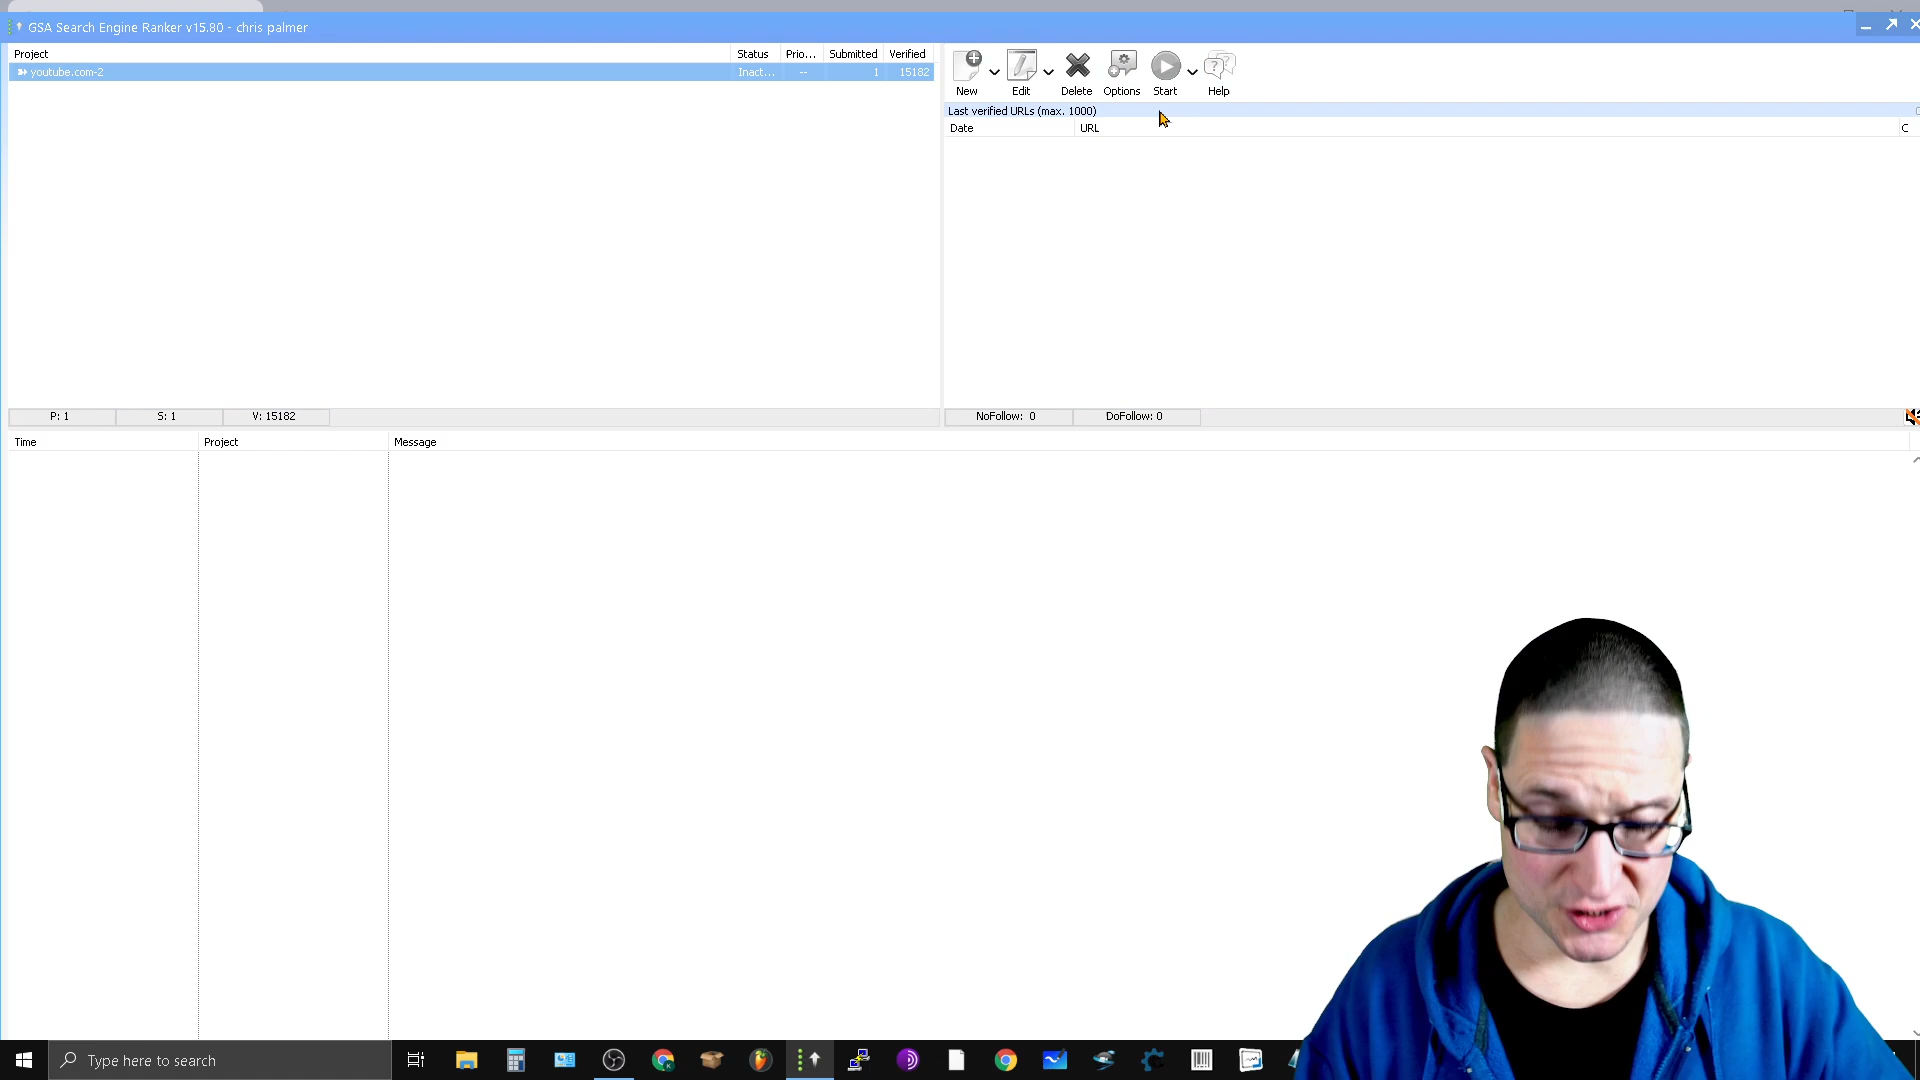 GSA Search Engine Ranker v15.80 - chris palmer
Project Status Prio... Submitted Verified
youtube.com-2 Inact... -- 1 15182
New Edit Delete Options Start Help
Last verified URLs (max. 1000)
Date URL C
P: 1 S: 1 V: 15182
NoFollow: 0 DoFollow: 0
Time Project Message
Type here to search